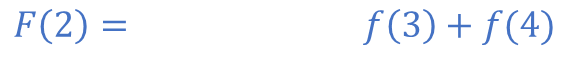 F(2) = f(3) + f(4)